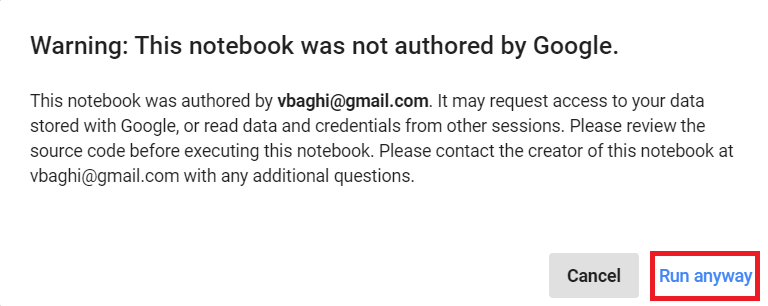 Warning: This notebook was not authored by Google.
This notebook was authored by vbaghi@gmail.com. It may request access to your data
stored with Google, or read data and credentials from other sessions. Please review the
source code before executing this notebook. Please contact the creator of this notebook at
vbaghi@gmail.com with any additional questions.
Cancel Run anyway